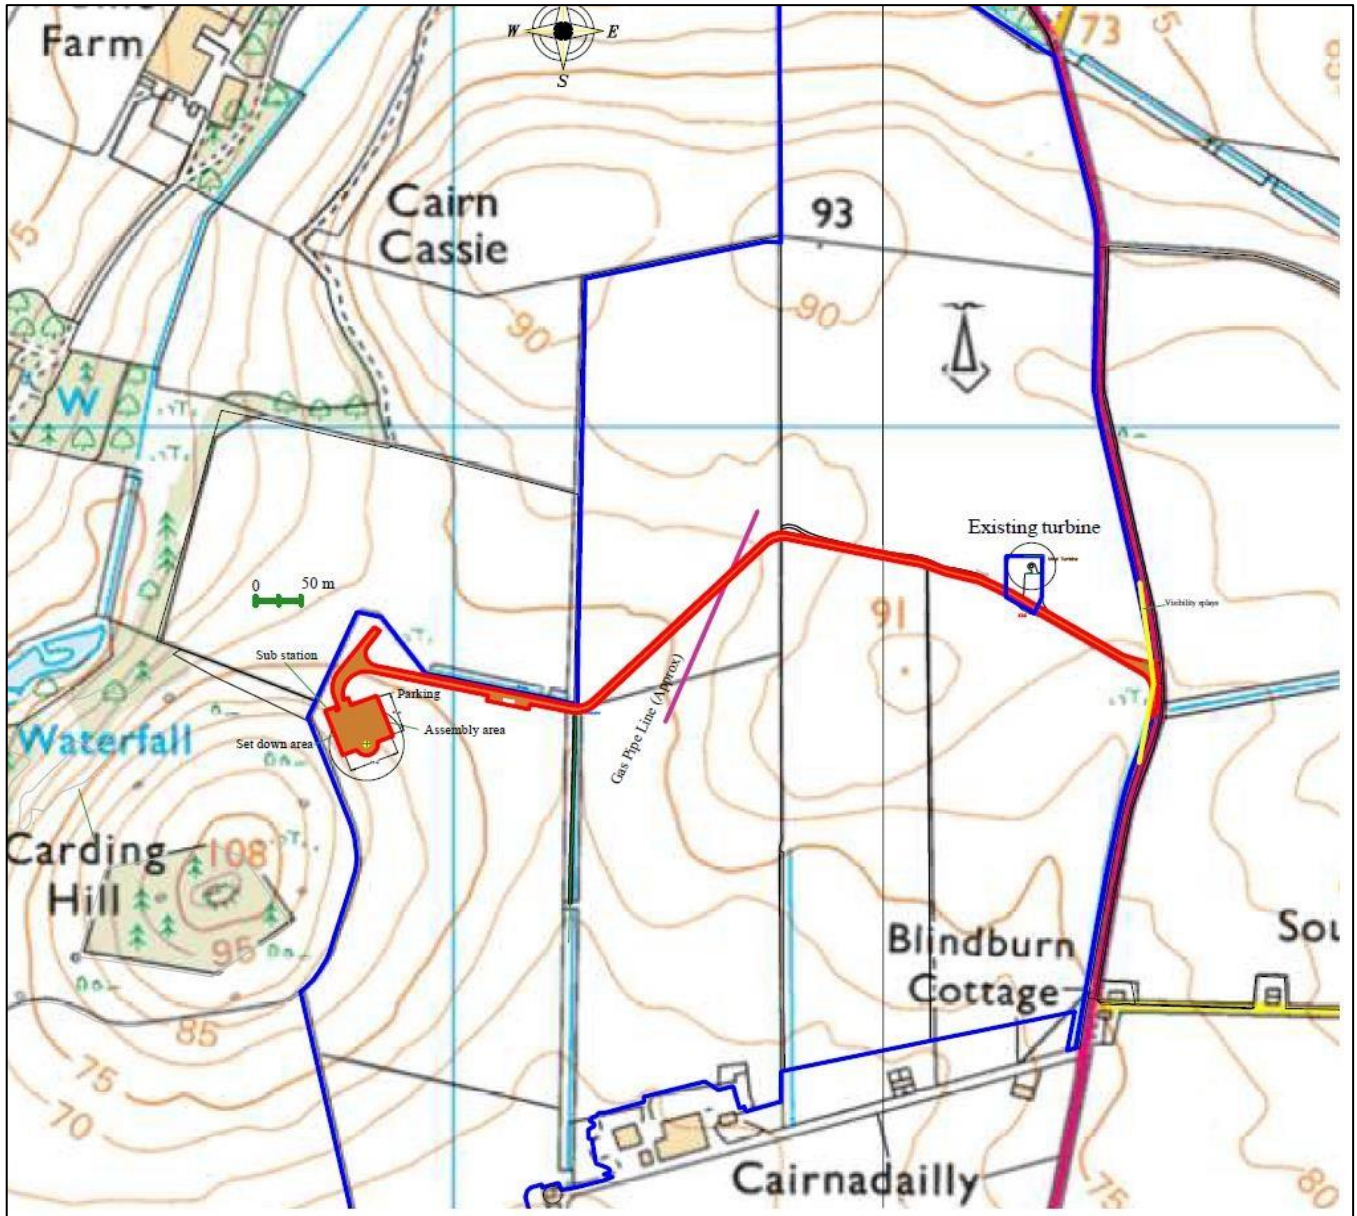 Farm
73
W E
S
75
75
Cairn
Cassie
93
90
90
W
Existing turbine
0 50 m
91
Visibility splays
Sub station
Parking
Gas Pipe Line (Approx)
Set down area
Assembly area
Waterfall
Carding
Hill
108
95
85
75
70
Blindburn
Cottage
Sou
Cairnadailly
75
80